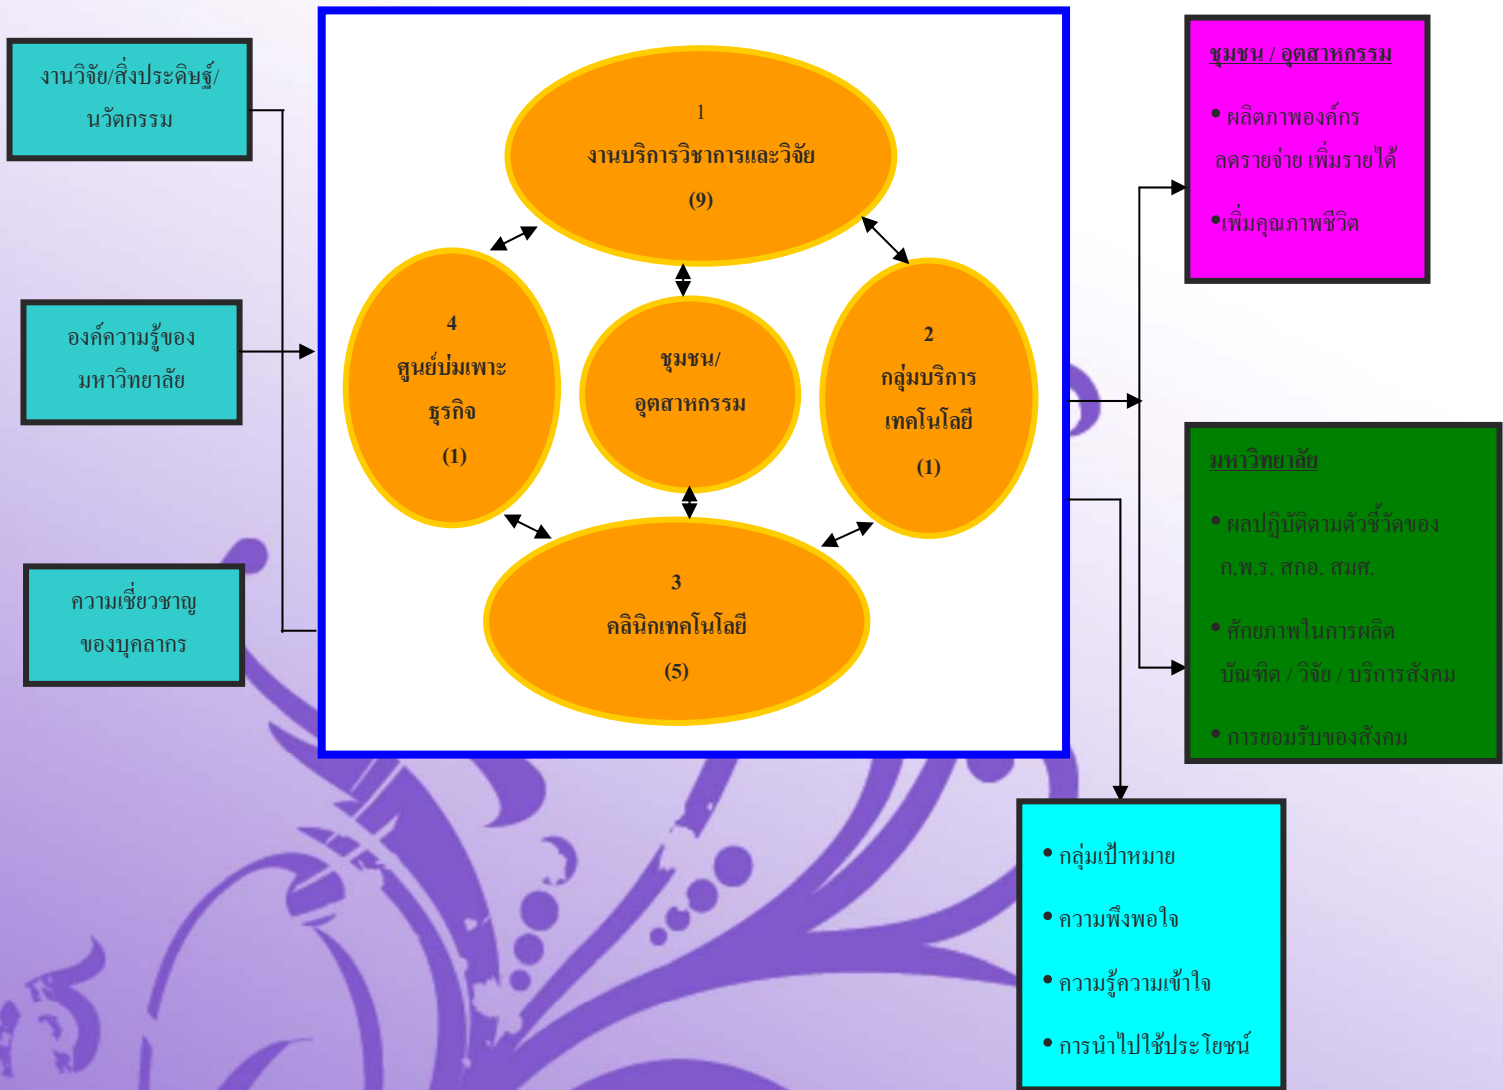 งานวิจัย/สิ่งประดิษฐ์/
นวัตกรรม
องค์ความรู้ของ
มหาวิทยาลัย
ความเชี่ยวชาญ
ของบุคลากร
1
งานบริการวิชาการและวิจัย
(9)
4
ศูนย์บ่มเพาะ
ธุรกิจ
(1)
ชุมชน/
อุตสาหกรรม
2
กลุ่มบริการ
เทคโนโลยี
(1)
3
คลินิกเทคโนโลยี
(5)
ชุมชน / อุตสาหกรรม
• ผลิตภาพองค์กร
ลดรายจ่าย เพิ่มรายได้
•เพิ่มคุณภาพชีวิต
มหาวิทยาลัย
• ผลปฏิบัติตามตัวชี้วัดของ
ก.พ.ร. สกอ. สมศ.
• ศักยภาพในการผลิต
บัณฑิต / วิจัย / บริการสังคม
• การยอมรับของสังคม
• กลุ่มเป้าหมาย
• ความพึงพอใจ
• ความรู้ความเข้าใจ
• การนำไปใช้ประโยชน์